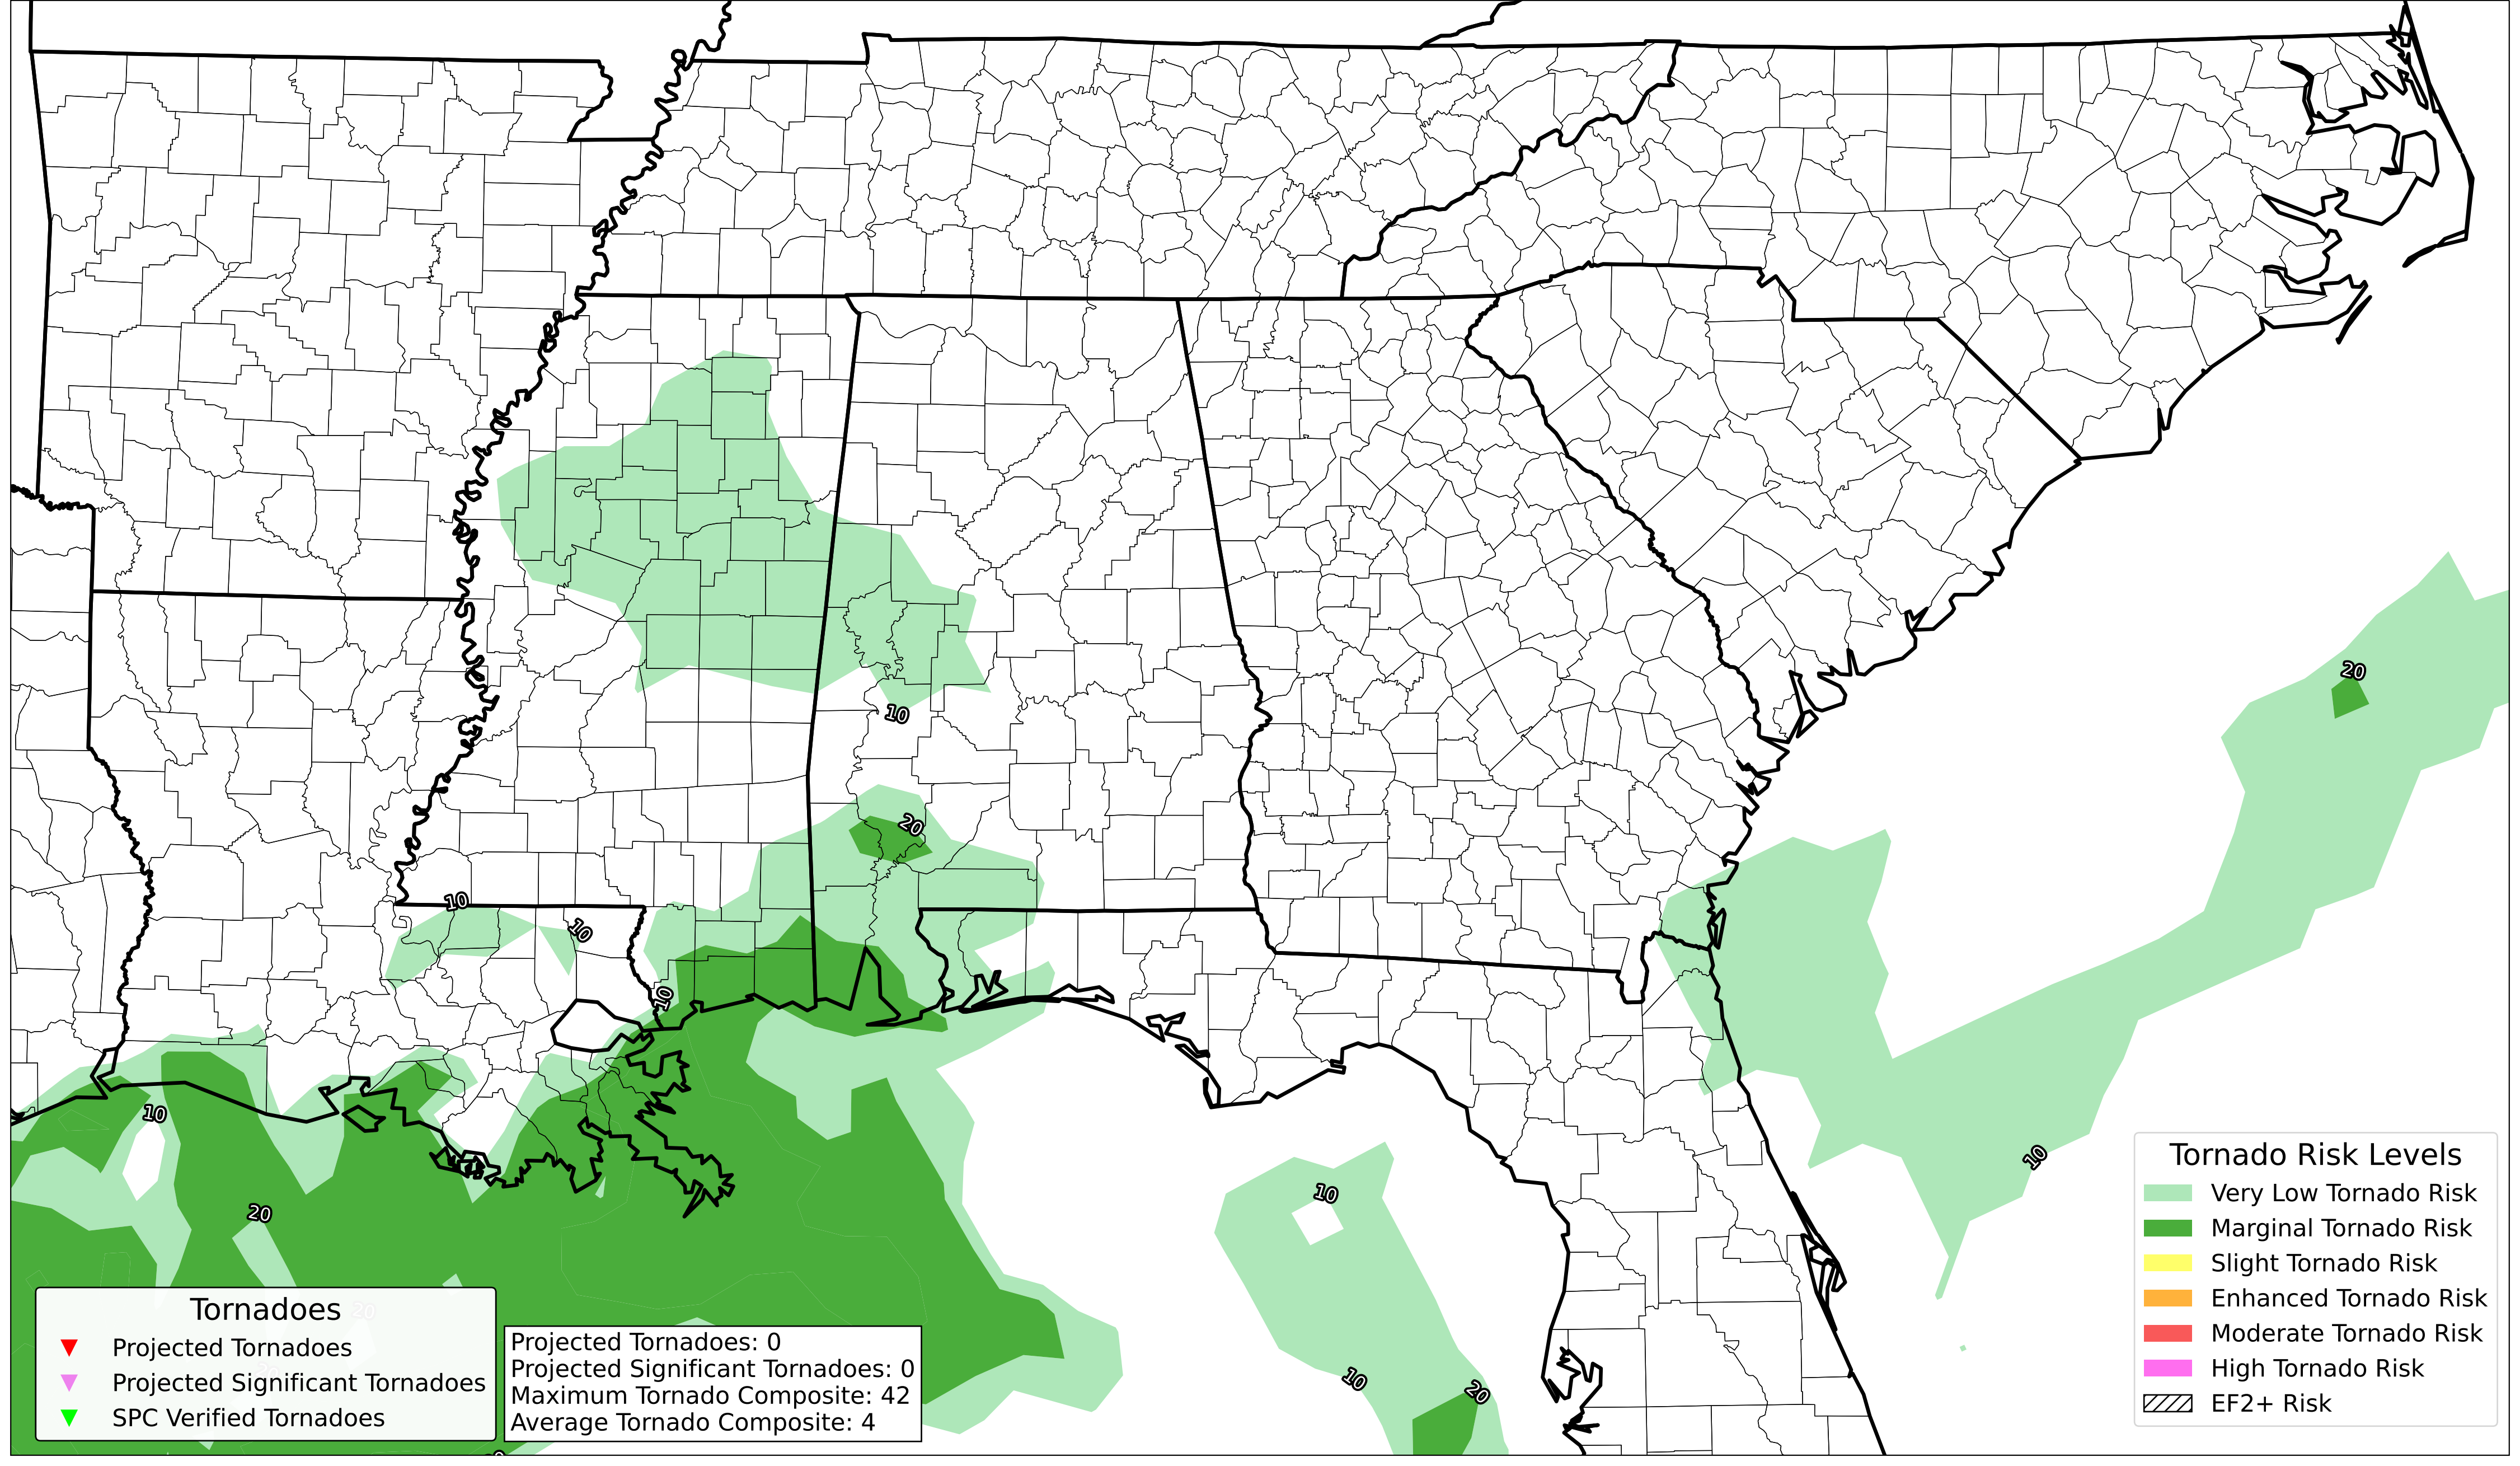 20
10
20
10
10
10
10
20
10
10
10
20
20
20
10
Tornadoes
Projected Tornadoes
Projected Significant Tornadoes
SPC Verified Tornadoes
Projected Tornadoes: 0
Projected Significant Tornadoes: 0
Maximum Tornado Composite: 42
Average Tornado Composite: 4
Tornado Risk Levels
Very Low Tornado Risk
Marginal Tornado Risk
Slight Tornado Risk
Enhanced Tornado Risk
Moderate Tornado Risk
High Tornado Risk
EF2+ Risk